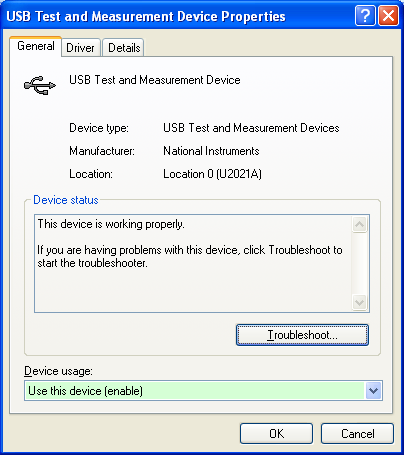 USB Test and Measurement Device Properties
General Driver Details
USB Test and Measurement Device
Device type: USB Test and Measurement Devices
Manufacturer: National Instruments
Location: Location 0 (U2021A)
Device status
This device is working properly.
If you are having problems with this device, click Troubleshoot to
start the troubleshooter.
Troubleshoot...
Device usage:
Use this device (enable)
OK Cancel